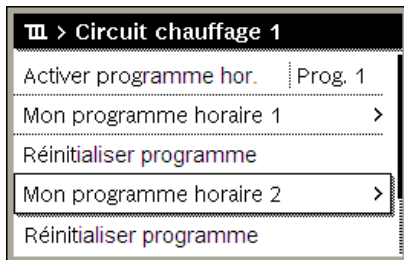 > Circuit chauffage 1
Activer programme hor. Prog. 1
Mon programme horaire 1 >
Réinitialiser programme
Mon programme horaire 2 >
Réinitialiser programme